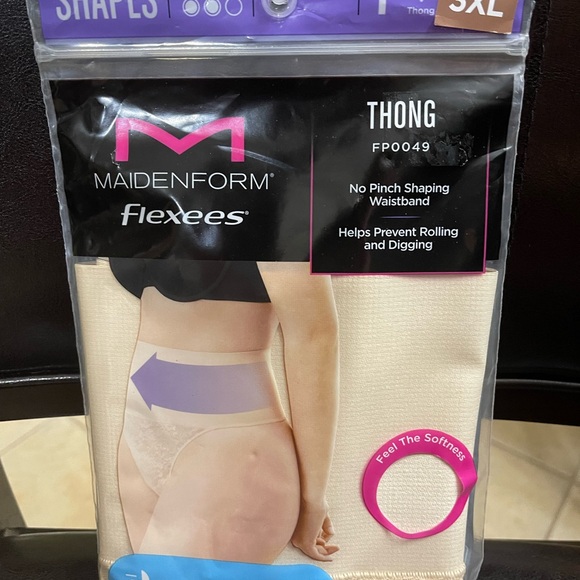 SHAPES
Thong
3XL
MAIDENFORM®
flexees®
THONG
FP0049
No Pinch Shaping
Waistband
Helps Prevent Rolling
and Digging
Feel The Softness